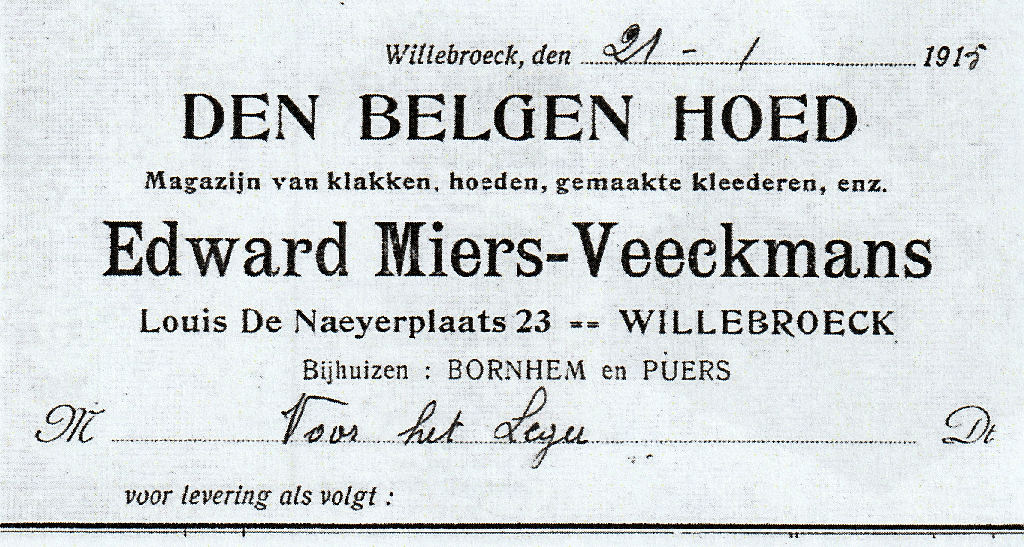 Willebroeck, den 21 - 1 1915
DEN BELGEN HOED
Magazijn van klakken, hoeden, gemaakte kleederen, enz.
Edward Miers-Veeckmans
Louis De Naeyerplaats 23 -- WILLEBROECK
Bijhuizen : BORNHEM en PUERS
M Voor het Leger Dt
voor levering als volgt :